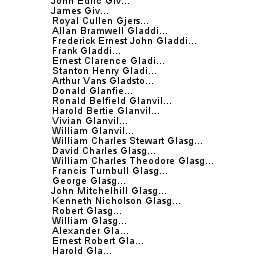 John Edric Giv...
James Giv...
Royal Cullen Gjers...
Allan Bramwell Gladdi...
Frederick Ernest John Gladdi...
Frank Gladdi...
Ernest Clarence Gladi...
Stanton Henry Gladi...
Arthur Vans Gladsto...
Donald Glanfie...
Ronald Belfield Glanvil...
Harold Bertie Glanvil...
Vivian Glanvil...
William Glanvil...
William Charles Stewart Glasg...
David Charles Glasg...
William Charles Theodore Glasg...
Francis Turnbull Glasg...
George Glasg...
John Mitchelhill Glasg...
Kenneth Nicholson Glasg...
Robert Glasg...
William Glasg...
Alexander Gla...
Ernest Robert Gla...
Harold Gla...